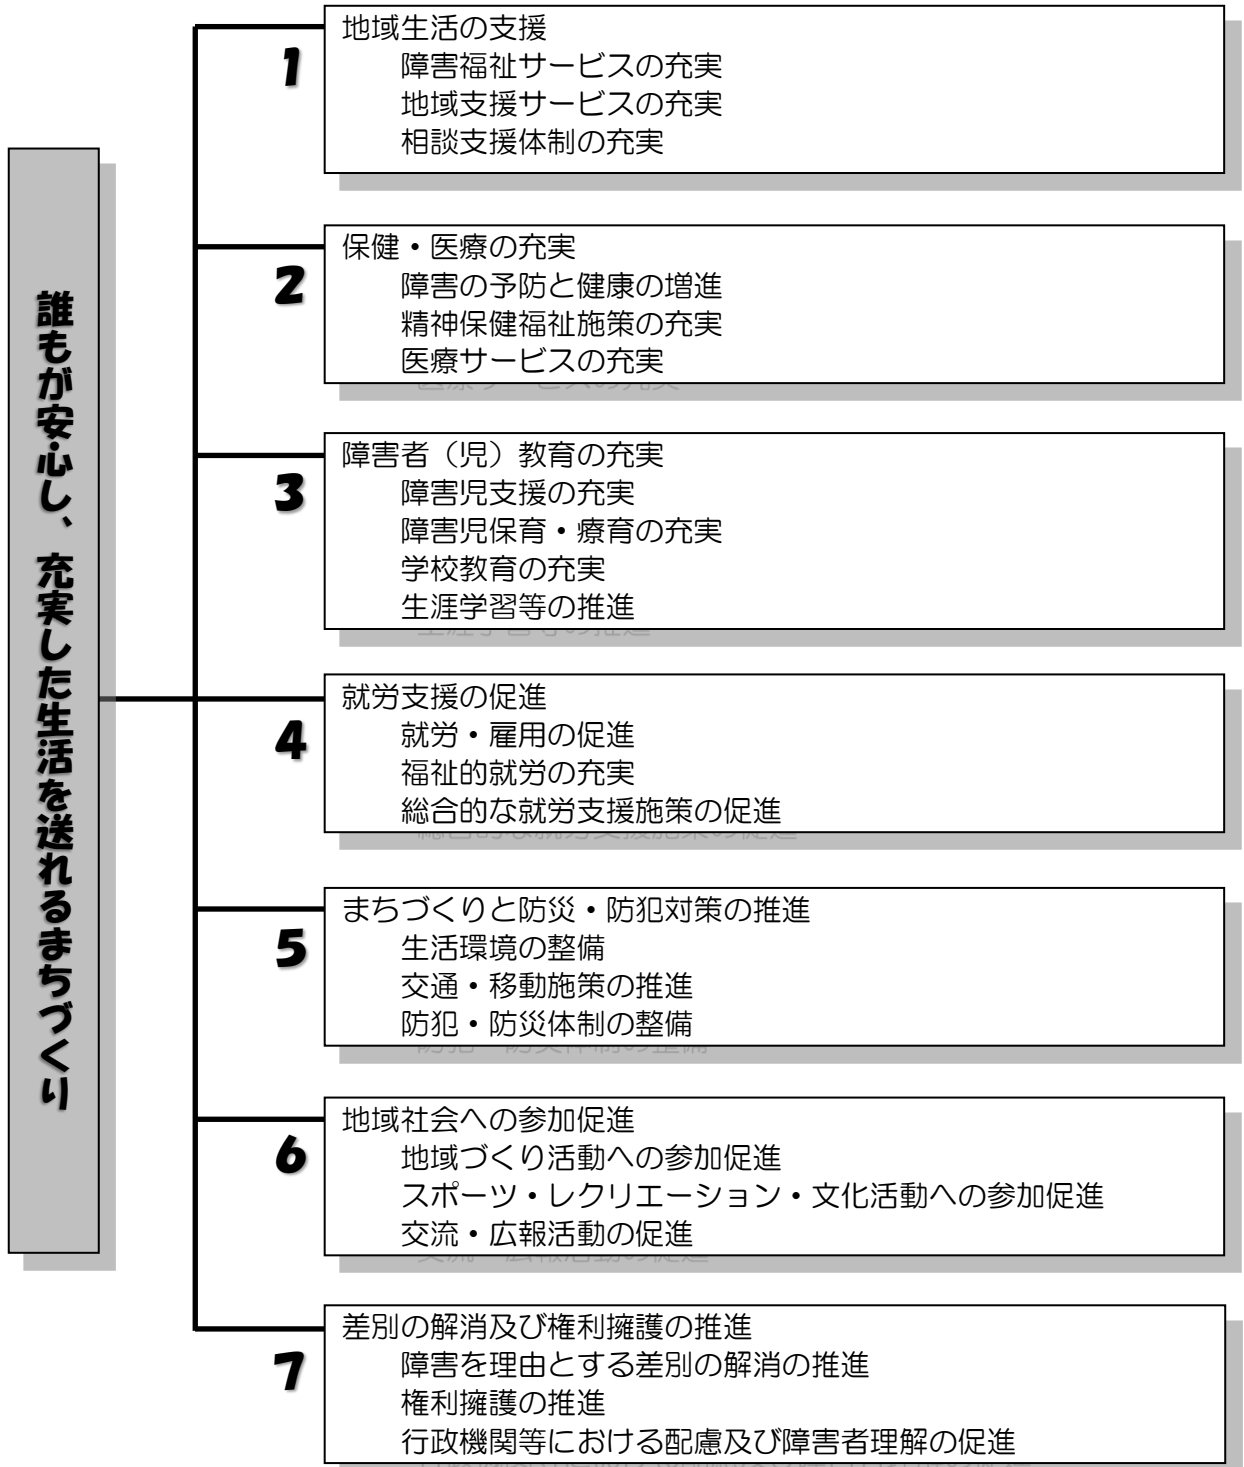 誰もが安心し、充実した生活を送れるまちづくり
1
地域生活の支援
障害福祉サービスの充実
地域支援サービスの充実
相談支援体制の充実
2
保健・医療の充実
障害の予防と健康の増進
精神保健福祉施策の充実
医療サービスの充実
3
障害者（児）教育の充実
障害児支援の充実
障害児保育・療育の充実
学校教育の充実
生涯学習等の推進
4
就労支援の促進
就労・雇用の促進
福祉的就労の充実
総合的な就労支援施策の促進
5
まちづくりと防災・防犯対策の推進
生活環境の整備
交通・移動施策の推進
防犯・防災体制の整備
6
地域社会への参加促進
地域づくり活動への参加促進
スポーツ・レクリエーション・文化活動への参加促進
交流・広報活動の促進
7
差別の解消及び権利擁護の推進
障害を理由とする差別の解消の推進
権利擁護の推進
行政機関等における配慮及び障害者理解の促進